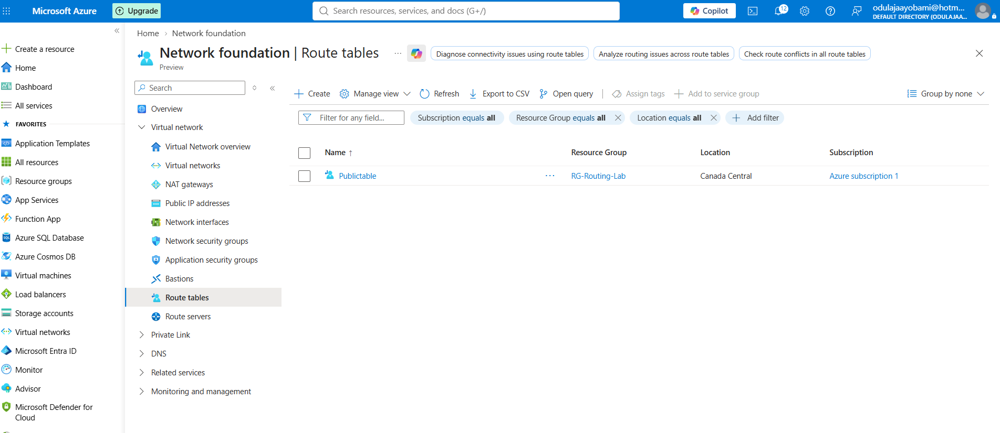 Microsoft Azure
Upgrade
Search resources, services, and docs (G+/)
Copilot
12
odulajaayobami@hotm...
DEFAULT DIRECTORY (ODULAJAA...
Home > Network foundation
Network foundation | Route tables
...
Diagnose connectivity issues using route tables
Analyze routing issues across route tables
Check route conflicts in all route tables
Preview
Create a resource
Home
Dashboard
All services
FAVORITES
Application Templates
All resources
Resource groups
App Services
Function App
Azure SQL Database
Azure Cosmos DB
Virtual machines
Load balancers
Storage accounts
Virtual networks
Microsoft Entra ID
Monitor
Advisor
Microsoft Defender for
Cloud
Search
Overview
Virtual network
Virtual Network overview
Virtual networks
NAT gateways
Public IP addresses
Network interfaces
Network security groups
Application security groups
Bastions
Route tables
Route servers
Private Link
DNS
Related services
Monitoring and management
Create
Manage view
Refresh
Export to CSV
Open query
Assign tags
Add to service group
Group by none
Filter for any field...
Subscription equals all
Resource Group equals all
Location equals all
Add filter
Name ↑
Resource Group
Location
Subscription
Publictable
...
RG-Routing-Lab
Canada Central
Azure subscription 1